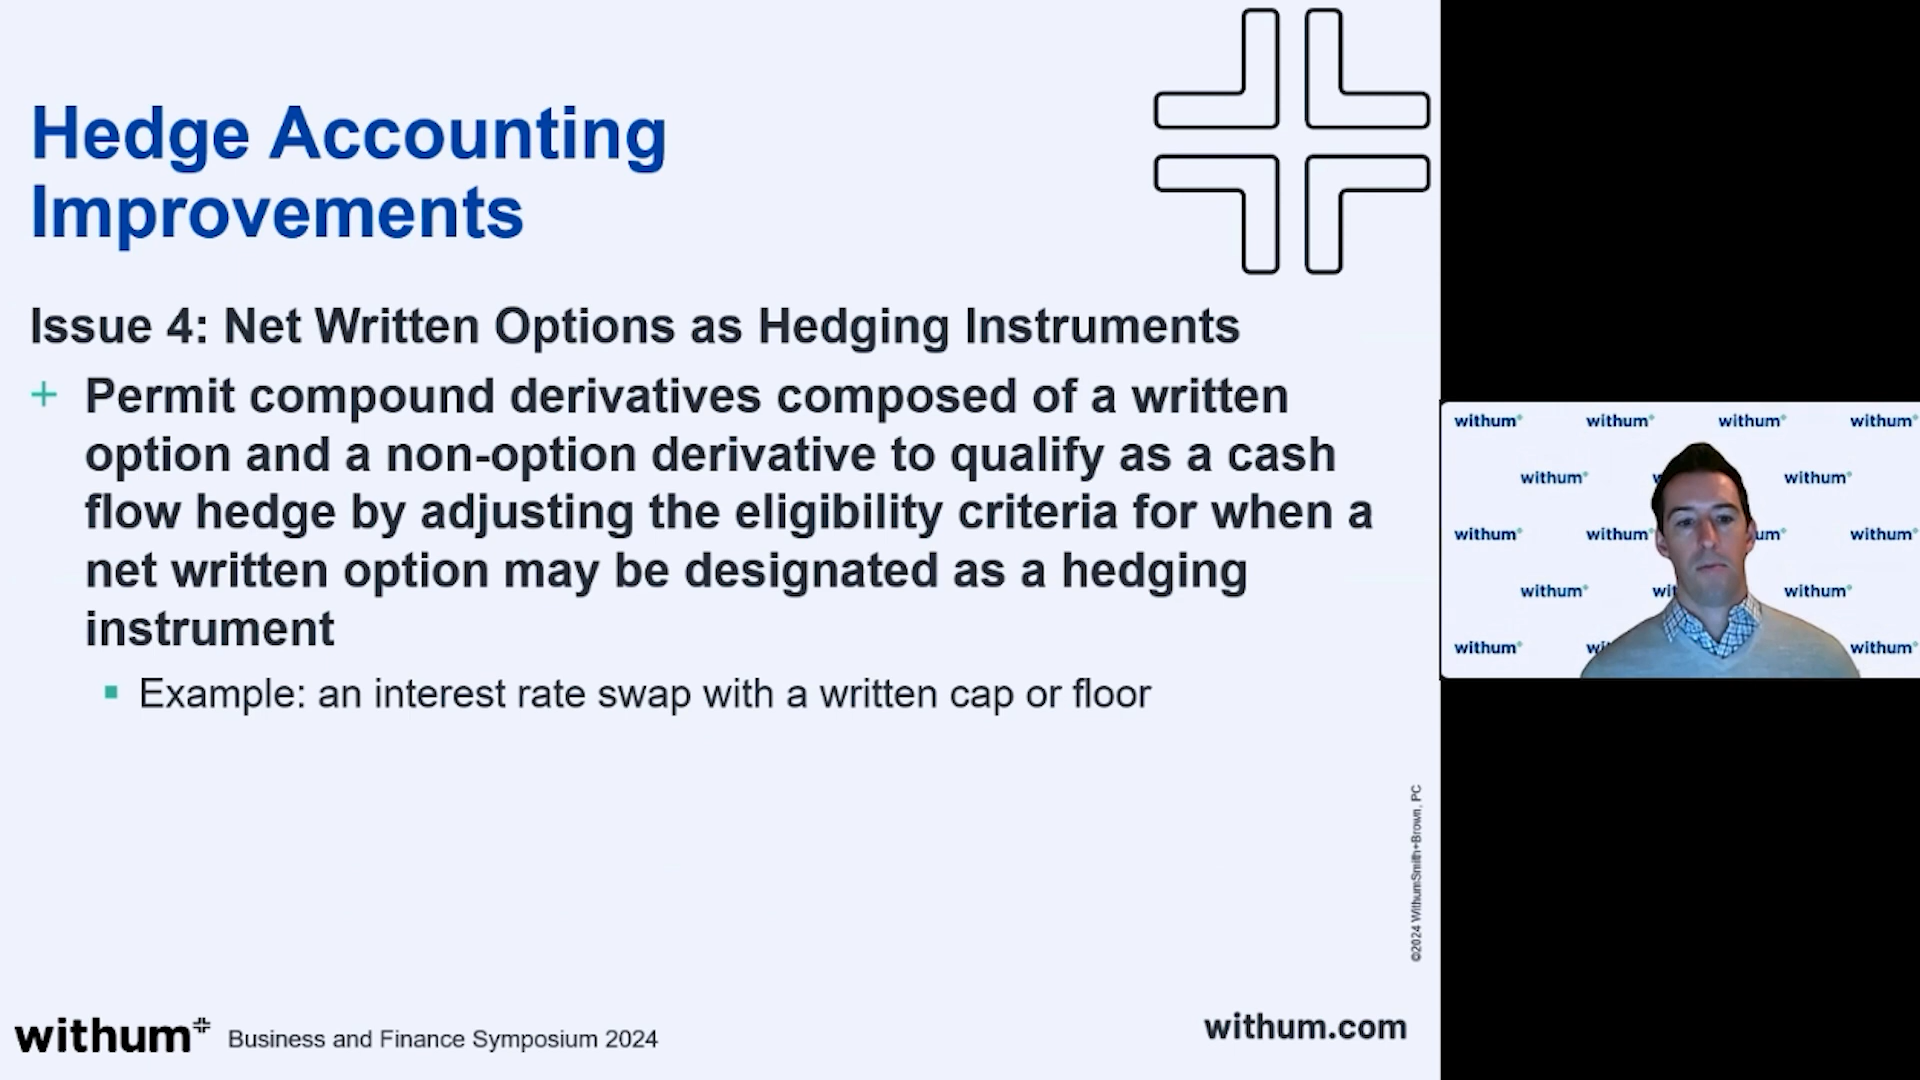 Hedge Accounting
Improvements
Issue 4: Net Written Options as Hedging Instruments
+ Permit compound derivatives composed of a written
option and a non-option derivative to qualify as a cash
flow hedge by adjusting the eligibility criteria for when a
net written option may be designated as a hedging
instrument
▪ Example: an interest rate swap with a written cap or floor
©2024 WithumSmith+Brown, PC
withum Business and Finance Symposium 2024
withum.com
withum withum withum withum
withum withum
withum withum withum
withum withum
withum withum